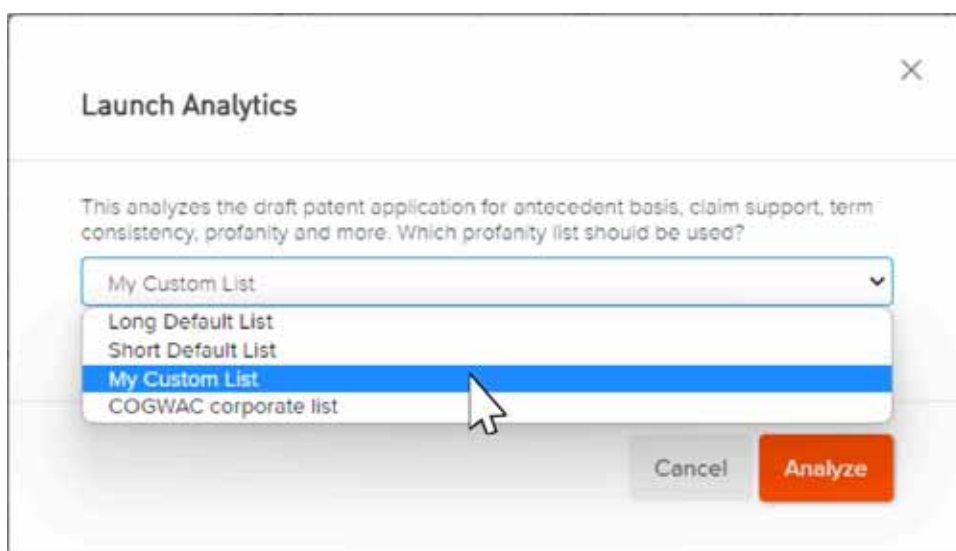 Launch Analytics
This analyzes the draft patent application for antecedent basis, claim support, term
consistency, profanity and more. Which profanity list should be used?
My Custom List
Long Default List
Short Default List
My Custom List
COGWAC corporate list
Cancel
Analyze